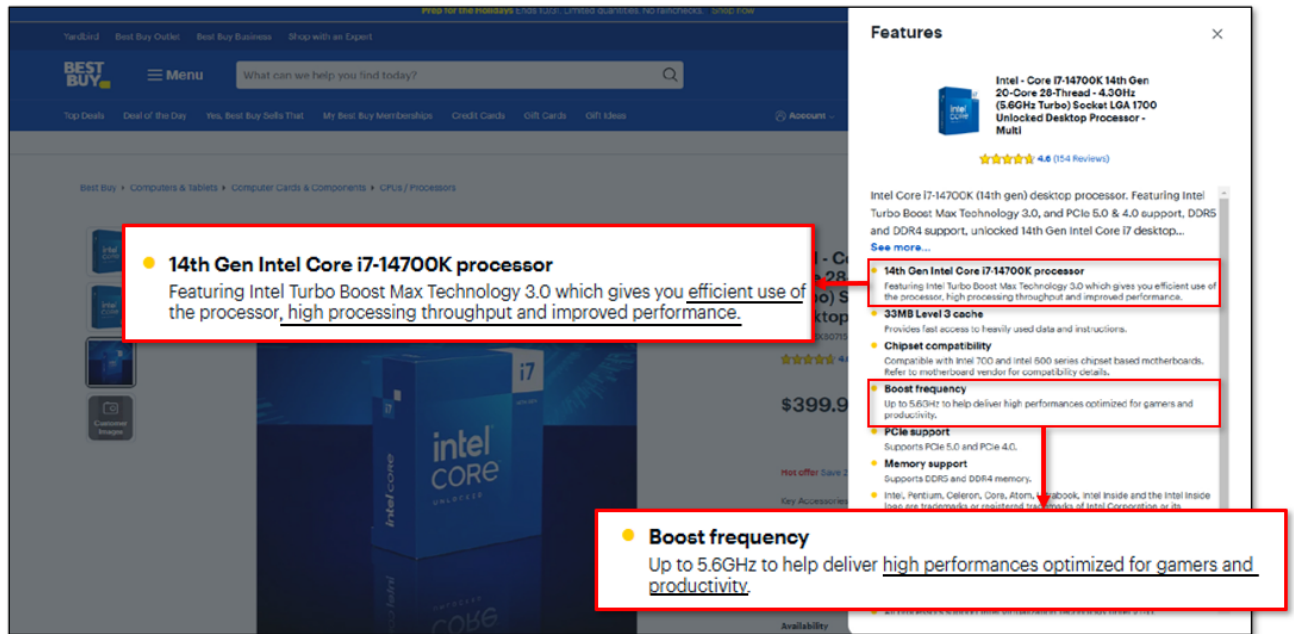 Prep for the Holidays Ends 10/31. Limited quantities. No rainchecks. Shop now
Yardbird Best Buy Outlet Best Buy Business Shop with an Expert
BEST BUY
Menu
What can we help you find today?
Top Deals Deal of the Day Yes, Best Buy Sells That My Best Buy Memberships Credit Cards Gift Cards Gift Ideas Account
Best Buy Computers & Tablets Computer Cards & Components CPUs / Processors
Customer
Images
14th Gen Intel Core i7-14700K processor
Featuring Intel Turbo Boost Max Technology 3.0 which gives you efficient use of
the processor, high processing throughput and improved performance.
i7
intel
CORE
UNLOCKED
intel core
$399.9
Hot offer Save
Key Accessories
Availability
Features
Intel - Core i7-14700K 14th Gen
20-Core 28-Thread - 4.3GHz
(5.6GHz Turbo) Socket LGA 1700
Unlocked Desktop Processor -
Multi
4.6 (154 Reviews)
Intel Core i7-14700K (14th gen) desktop processor. Featuring Intel
Turbo Boost Max Technology 3.0, and PCIe 5.0 & 4.0 support, DDR5
and DDR4 support, unlocked 14th Gen Intel Core i7 desktop...
See more...
14th Gen Intel Core i7-14700K processor
Featuring Intel Turbo Boost Max Technology 3.0 which gives you efficient use of
the processor, high processing throughput and improved performance.
33MB Level 3 cache
Provides fast access to heavily used data and instructions.
Chipset compatibility
Compatible with Intel 700 and Intel 600 series chipset based motherboards.
Refer to motherboard vendor for compatibility details.
Boost frequency
Up to 5.6GHz to help deliver high performances optimized for gamers and
productivity.
PCIe support
Supports PCIe 5.0 and PCIe 4.0.
Memory support
Supports DDR5 and DDR4 memory.
Intel, Pentium, Celeron, Core, Atom, Ultrabook, Intel Inside and the Intel Inside
logo are trademarks or registered trademarks of Intel Corporation or its
Boost frequency
Up to 5.6GHz to help deliver high performances optimized for gamers and
productivity.